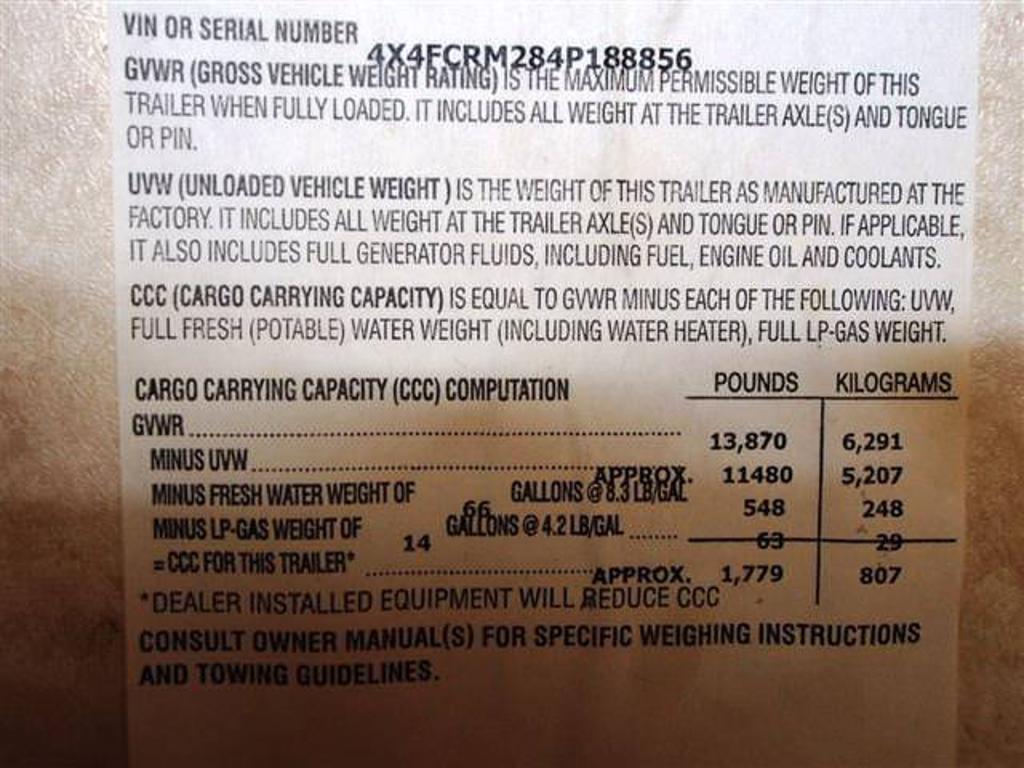 VIN OR SERIAL NUMBER 4X4FCRM284P188856
GVWR (GROSS VEHICLE WEIGHT RATING) IS THE MAXIMUM PERMISSIBLE WEIGHT OF THIS
TRAILER WHEN FULLY LOADED. IT INCLUDES ALL WEIGHT AT THE TRAILER AXLE(S) AND TONGUE
OR PIN.
UVW (UNLOADED VEHICLE WEIGHT ) IS THE WEIGHT OF THIS TRAILER AS MANUFACTURED AT THE
FACTORY. IT INCLUDES ALL WEIGHT AT THE TRAILER AXLE(S) AND TONGUE OR PIN. IF APPLICABLE,
IT ALSO INCLUDES FULL GENERATOR FLUIDS, INCLUDING FUEL, ENGINE OIL AND COOLANTS.
CCC (CARGO CARRYING CAPACITY) IS EQUAL TO GVWR MINUS EACH OF THE FOLLOWING: UVW,
FULL FRESH (POTABLE) WATER WEIGHT (INCLUDING WATER HEATER), FULL LP-GAS WEIGHT.
CARGO CARRYING CAPACITY (CCC) COMPUTATION POUNDS KILOGRAMS
GVWR 13,870 6,291
MINUS UVW APPROX. 11480 5,207
MINUS FRESH WATER WEIGHT OF 66 GALLONS @ 8.3 LB/GAL 548 248
MINUS LP-GAS WEIGHT OF 14 GALLONS @ 4.2 LB/GAL 63 29
= CCC FOR THIS TRAILER* APPROX. 1,779 807
*DEALER INSTALLED EQUIPMENT WILL REDUCE CCC
CONSULT OWNER MANUAL(S) FOR SPECIFIC WEIGHING INSTRUCTIONS
AND TOWING GUIDELINES.